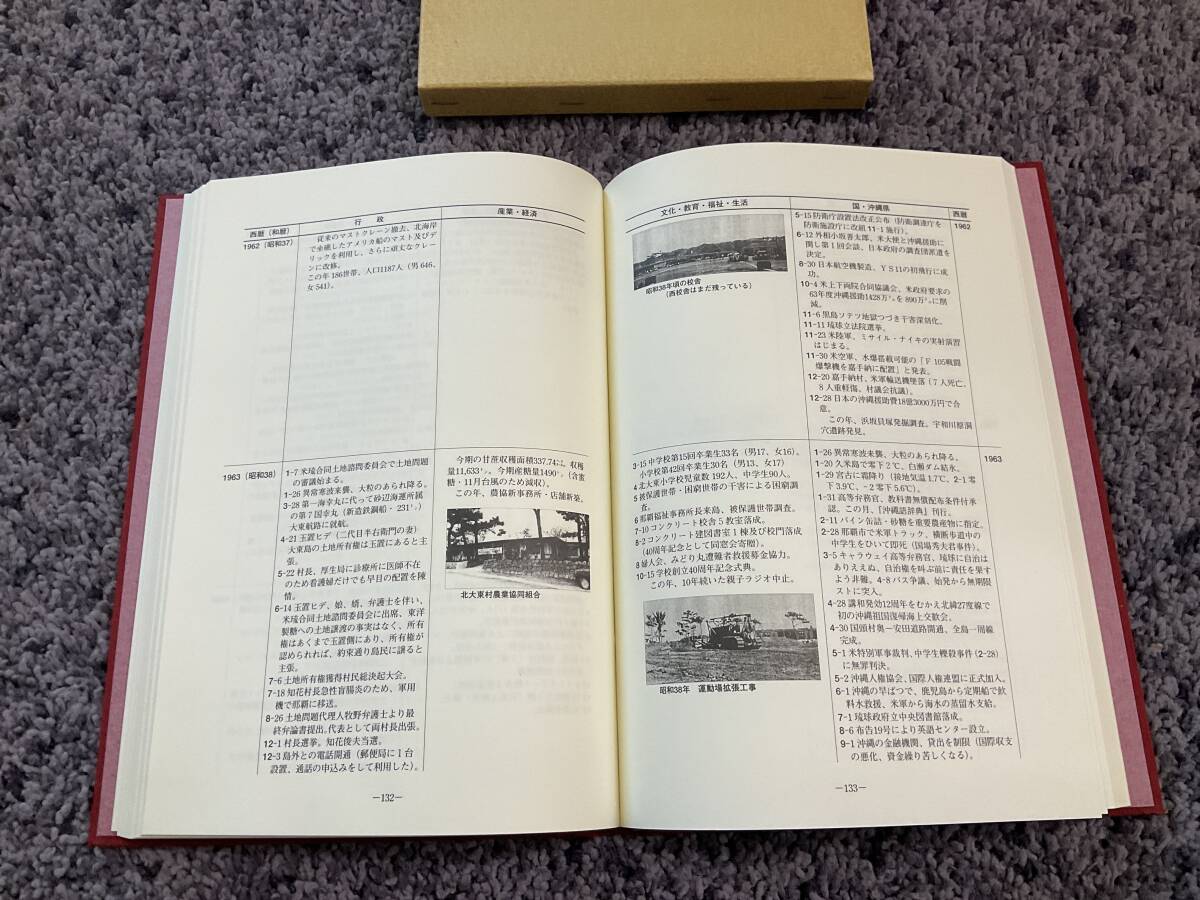 西暦（和暦）
行　政
産業・経済
1962（昭和37）
従来のマストクレーン撤去、北海岸
で坐礁したアメリカ船のマスト及びデ
リックを利用し、さらに頑丈なクレー
ンに改修。
この年 186世帯、人口1187人（男 646、
女 541）。
1963（昭和38）
1-7 米琉合同土地諮問委員会で土地問題
の審議始まる。
1-26 異常寒波来襲、大粒のあられ降る。
3-28 第一海幸丸に代って砂辺海運所属
の第７国幸丸（新造鉄鋼船・231㌧）
大東航路に就航。
4-21 玉置ヒデ（二代目半右衛門の妻）
大東島の土地所有権は玉置にあると主
張。
5-22 村長、厚生局に診療所に医師不在
のため看護婦だけでも早目の配置を陳
情。
6-14 玉置ヒデ、娘、婿、弁護士を伴い、
米琉合同土地諮問委員会に出席、東洋
製糖への土地譲渡の事実はなく、所有
権はあくまで玉置側にあり、所有権が
認められれば、約束通り島民に譲ると
主張。
7-6 土地所有権獲得村民総決起大会。
7-18 知花村長急性盲腸炎のため、軍用
機で那覇に移送。
8-26 土地問題代理人牧野弁護士より最
終弁論書提出、代表として両村長出張。
12-1 村長選挙。知花俊夫当選。
12-3 島外との電話開通（郵便局に１台
設置、通話の申込みをして利用した）。
今期の甘蔗収穫面積337.74㌶、収穫
量11,633㌧。今期産糖量1490㌧（含蜜
糖・11月台風のため減収）。
この年、農協新事務所・店舗新築。
北大東村農業協同組合
—132—
文化・教育・福祉・生活
国・沖縄県
西暦
昭和38年頃の校舎
（西校舎はまだ残っている）
3-15 中学校第15回卒業生33名（男17、女16）。
小学校第42回卒業生30名（男13、女17）
4 北大東小学校児童数 192人、中学生 91人。
5 被保護世帯・困窮世帯の干害による困窮調
査。
6 那覇福祉事務所長来島、被保護世帯調査。
7-10 コンクリート校舎５教室落成。
8-2 コンクリート建図書室１棟及び校門落成
（40周年記念として同窓会寄贈）。
8 婦人会、みどり丸遭難者救援募金協力。
10-15 学校創立40周年記念式典。
この年、10年続いた親子ラジオ中止。
昭和38年　運動場拡張工事
5-15 防衛庁設置法改正公布（防衛調達庁を
防衛施設庁に改組 11-1 施行）。
6-12 外相小坂善太郎、米大使と沖縄援助に
関し第１回会談、日本政府の調査団派遣を
決定。
8-30 日本航空機製造、ＹＳ11の初飛行に成
功。
10-4 米上下両院合同協議会、米政府要求の
63年度沖縄援助1428万㌦を 890万㌦に削
減。
11-6 黒島ソテツ地獄つづき干害深刻化。
11-11 琉球立法院選挙。
11-23 米陸軍、ミサイル・ナイキの実射演習
はじまる。
11-30 米空軍、水爆搭載可能の「Ｆ 105戦闘
爆撃機を嘉手納に配置」と発表。
12-20 嘉手納村、米軍輸送機墜落（７人死亡、
８人重軽傷、村議会抗議）。
12-28 日本の沖縄援助費18億3000万円で合
意。
この年、浜坂貝塚発掘調査。宇和川原洞
穴遺跡発見。
1962
1-26 異常寒波来襲、大粒のあられ降る。
1-20 久米島で零下２℃、白瀬ダム結氷。
1-29 宮古に霜降り（接地気温 1.7℃、2-1 零
下 3.9℃、-2 零下 5.6℃）。
1-31 高等弁務官、教科書無償配布条件付承
認。この月、『沖縄語辞典』刊行。
2-11 パイン缶詰・砂糖を重要農産物に指定。
2-28 那覇市で米軍トラック、横断歩道中の
中学生をひいて即死（国場秀夫君事件）。
3-5 キャラウェイ高等弁務官、琉球に自治は
ありええぬ、自治権を叫ぶ前に責任を果す
よう非難。4-8 バス争議、始発から無期限
ストに突入。
4-28 講和発効12周年をむかえ北緯27度線で
初の沖縄祖国復帰海上交歓会。
4-30 国頭村奥－安田道路開通、全島一周線
完成。
5-1 米特別軍事裁判、中学生轢殺事件（2-28）
に無罪判決。
5-2 沖縄人権協会、国際人権連盟に正式加入。
6-1 沖縄の早ばつで、鹿児島から定期船で飲
料水救援、米軍から海水の蒸留水支給。
7-1 琉球政府立中央図書館落成。
8-6 布告19号により英語センター設立。
9-1 沖縄の金融機関、貸出を制限（国際収支
の悪化、資金繰り苦しくなる）。
1963
—133—